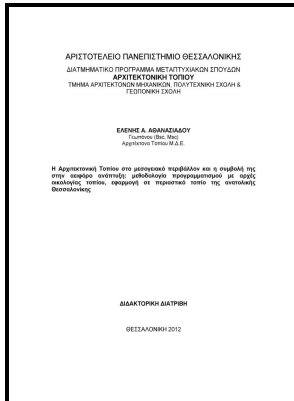 ΑΡΙΣΤΟΤΕΛΕΙΟ ΠΑΝΕΠΙΣΤΗΜΙΟ ΘΕΣΣΑΛΟΝΙΚΗΣ
ΔΙΑΤΜΗΜΑΤΙΚΟ ΠΡΟΓΡΑΜΜΑ ΜΕΤΑΠΤΥΧΙΑΚΩΝ ΣΠΟΥΔΩΝ
ΑΡΧΙΤΕΚΤΟΝΙΚΗ ΤΟΠΙΟΥ
ΤΜΗΜΑ ΑΡΧΙΤΕΚΤΟΝΩΝ ΜΗΧΑΝΙΚΩΝ, ΠΟΛΥΤΕΧΝΙΚΗ ΣΧΟΛΗ &
ΓΕΩΠΟΝΙΚΗ ΣΧΟΛΗ
ΕΛΕΝΗΣ Α. ΑΘΑΝΑΣΙΑΔΟΥ
Γεωπόνου (Bsc, Msc)
Αρχιτέκτονα Τοπίου Μ.Δ.Ε.
Η Αρχιτεκτονική Τοπίου στο μεσογειακό περιβάλλον και η συμβολή της
στην αειφόρο ανάπτυξη: μεθοδολογία προγραμματισμού με αρχές
οικολογίας τοπίου, εφαρμογή σε περιαστικό τοπίο της ανατολικής
Θεσσαλονίκης
ΔΙΔΑΚΤΟΡΙΚΗ ΔΙΑΤΡΙΒΗ
ΘΕΣΣΑΛΟΝΙΚΗ 2012